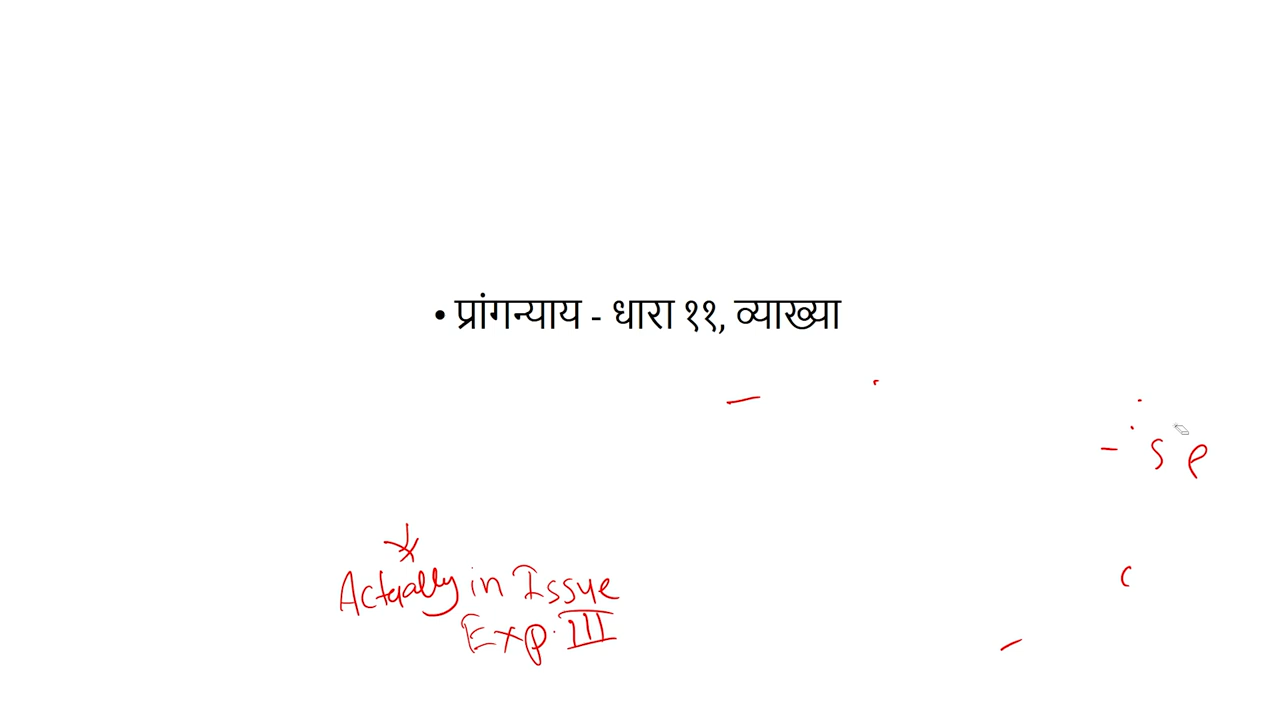 • प्रांगन्याय - धारा ११, व्याख्या
- S P
Actually in Issue
Exp. III